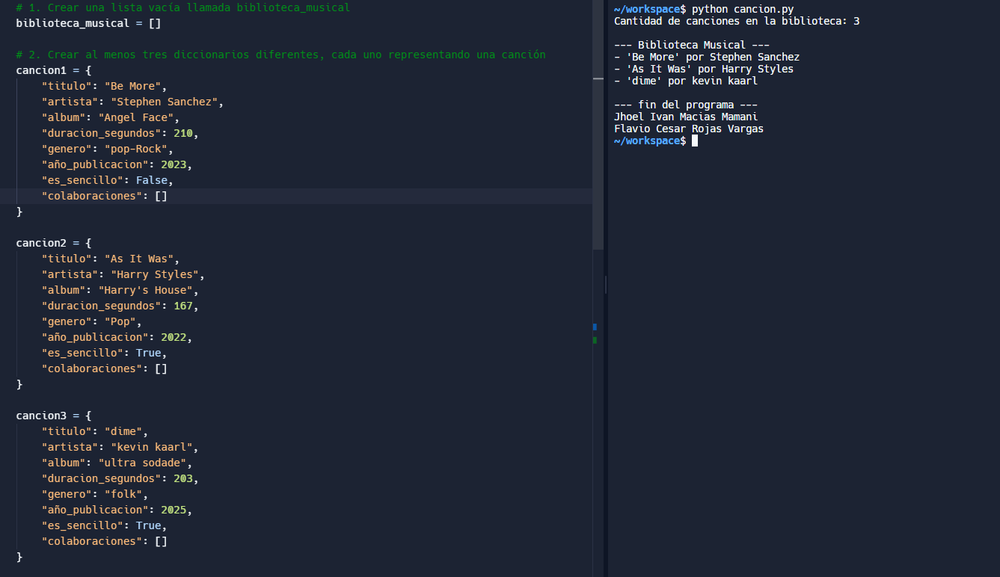 # 1. Crear una lista vacía llamada biblioteca_musical
biblioteca_musical = []
# 2. Crear al menos tres diccionarios diferentes, cada uno representando una canción
cancion1 = {
"titulo": "Be More",
"artista": "Stephen Sanchez",
"album": "Angel Face",
"duracion_segundos": 210,
"genero": "pop-Rock",
"año_publicacion": 2023,
"es_sencillo": False,
"colaboraciones": []
}
cancion2 = {
"titulo": "As It Was",
"artista": "Harry Styles",
"album": "Harry's House",
"duracion_segundos": 167,
"genero": "Pop",
"año_publicacion": 2022,
"es_sencillo": True,
"colaboraciones": []
}
cancion3 = {
"titulo": "dime",
"artista": "kevin kaarl",
"album": "ultra sodade",
"duracion_segundos": 203,
"genero": "folk",
"año_publicacion": 2025,
"es_sencillo": True,
"colaboraciones": []
}
~/workspace$ python cancion.py
Cantidad de canciones en la biblioteca: 3
--- Biblioteca Musical ---
- 'Be More' por Stephen Sanchez
- 'As It Was' por Harry Styles
- 'dime' por kevin kaarl
--- fin del programa ---
Jhoel Ivan Macias Mamani
Flavio Cesar Rojas Vargas
~/workspace$